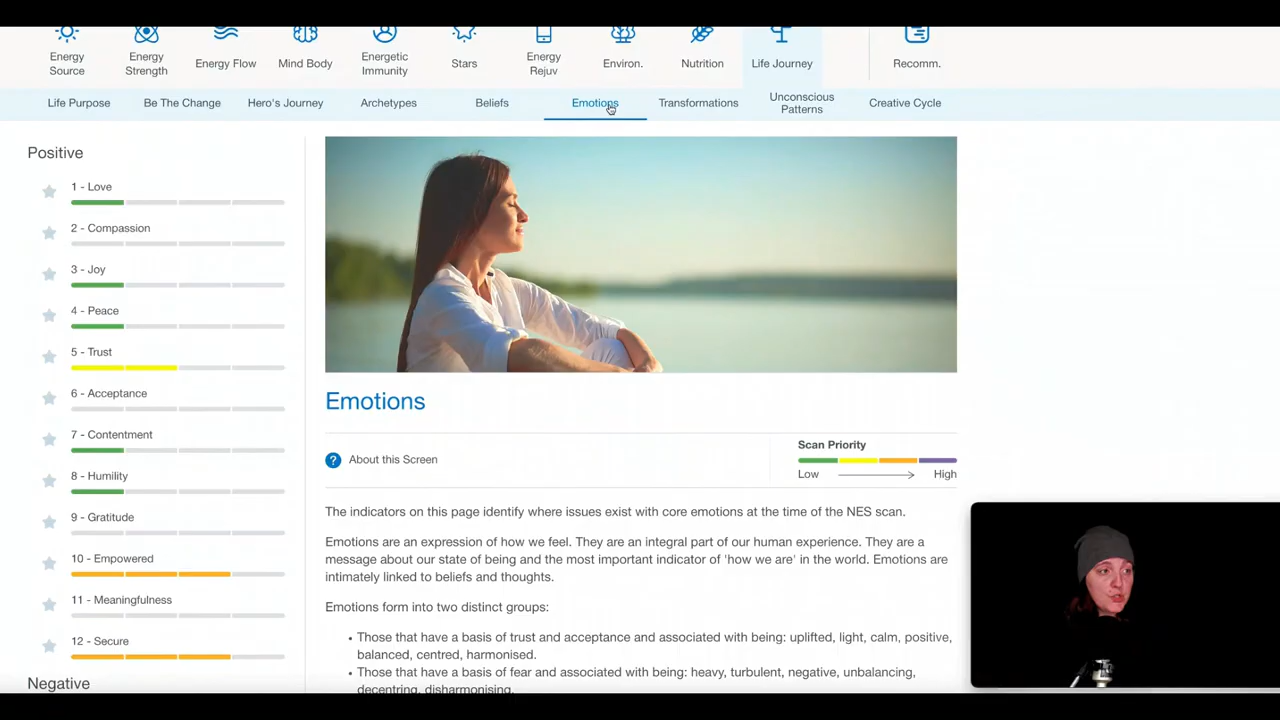 Energy Source
Energy Strength
Energy Flow
Mind Body
Energetic Immunity
Stars
Energy Rejuv
Environ.
Nutrition
Life Journey
Recomm.
Life Purpose
Be The Change
Hero's Journey
Archetypes
Beliefs
Emotions
Transformations
Unconscious Patterns
Creative Cycle
Positive
1 - Love
2 - Compassion
3 - Joy
4 - Peace
5 - Trust
6 - Acceptance
7 - Contentment
8 - Humility
9 - Gratitude
10 - Empowered
11 - Meaningfulness
12 - Secure
Negative
Emotions
? About this Screen
Scan Priority
Low
High
The indicators on this page identify where issues exist with core emotions at the time of the NES scan.
Emotions are an expression of how we feel. They are an integral part of our human experience. They are a
message about our state of being and the most important indicator of 'how we are' in the world. Emotions are
intimately linked to beliefs and thoughts.
Emotions form into two distinct groups:
• Those that have a basis of trust and acceptance and associated with being: uplifted, light, calm, positive,
balanced, centred, harmonised.
• Those that have a basis of fear and associated with being: heavy, turbulent, negative, unbalancing,
decentring, disharmonising.